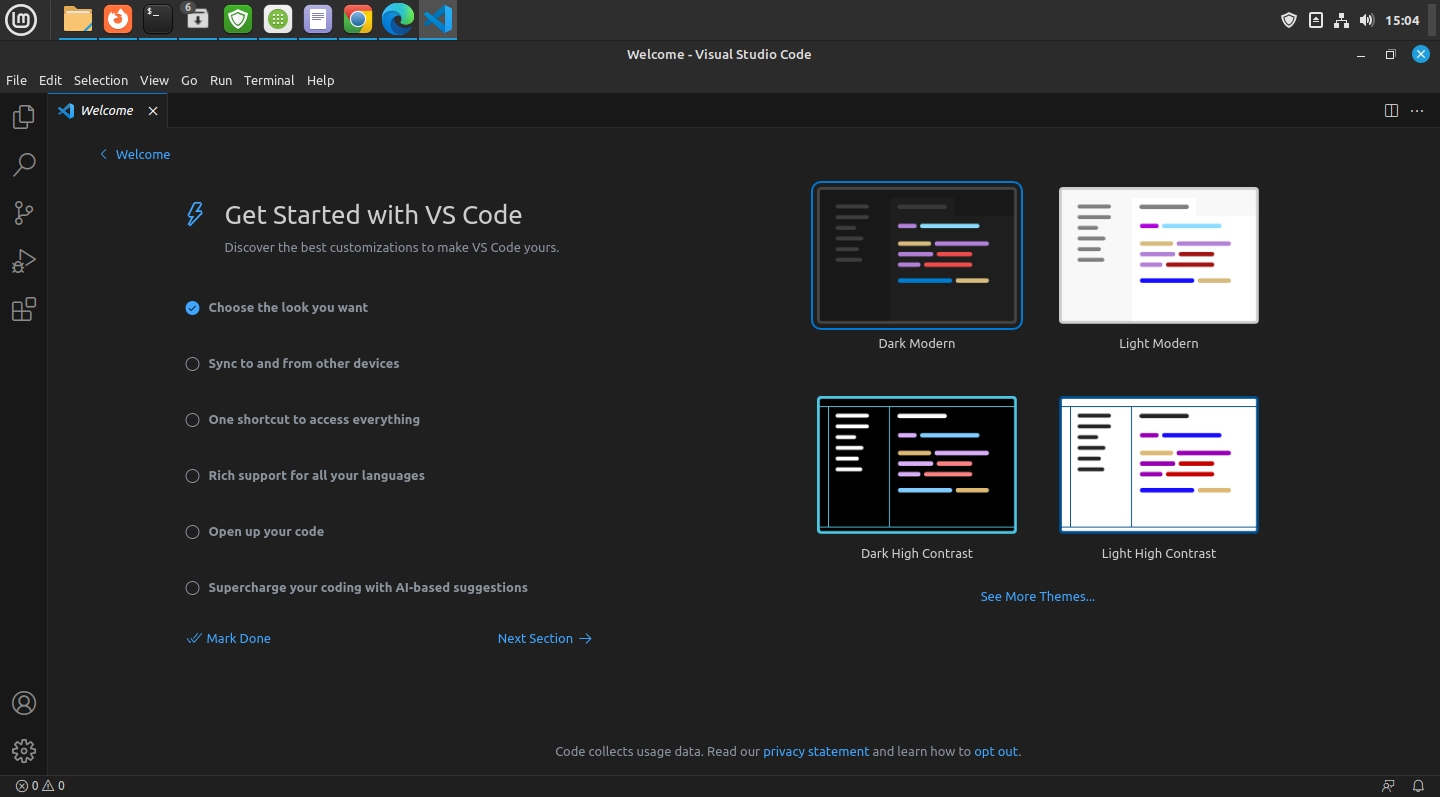 6
15:04
Welcome - Visual Studio Code
File Edit Selection View Go Run Terminal Help
Welcome
Welcome
Get Started with VS Code
Discover the best customizations to make VS Code yours.
Choose the look you want
Sync to and from other devices
One shortcut to access everything
Rich support for all your languages
Open up your code
Supercharge your coding with AI-based suggestions
Mark Done
Next Section
Dark Modern
Light Modern
Dark High Contrast
Light High Contrast
See More Themes...
Code collects usage data. Read our privacy statement and learn how to opt out.
0 0